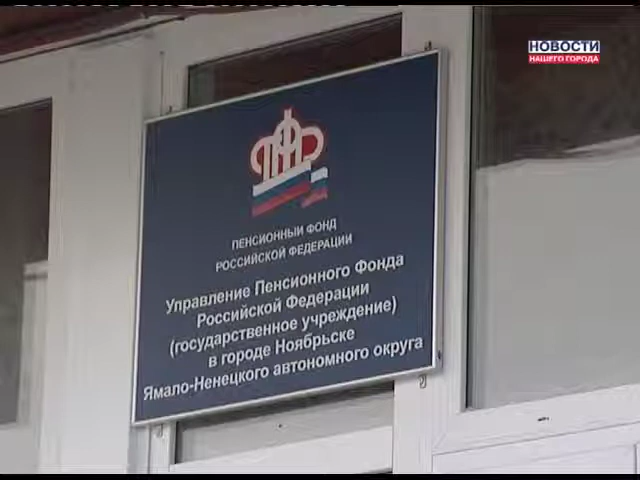 НОВОСТИ
НАШЕГО ГОРОДА
ПЕНСИОННЫЙ ФОНД
РОССИЙСКОЙ ФЕДЕРАЦИИ
Управление Пенсионного Фонда
Российской Федерации
(государственное учреждение)
в городе Ноябрьске
Ямало-Ненецкого автономного округа